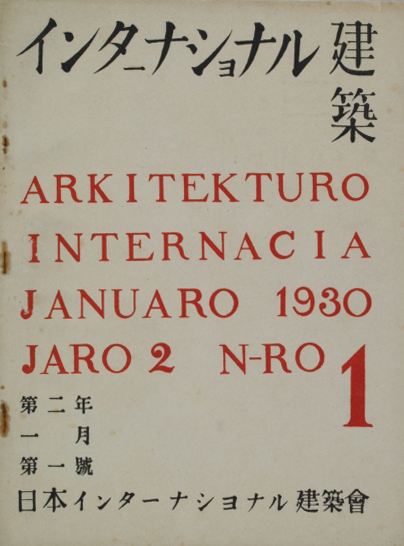 インターナショナル建築
ARKITEKTURO
INTERNACIA
JANUARO 1930
JARO 2 N-RO 1
第二年
一月
第一號
日本インターナショナル建築會